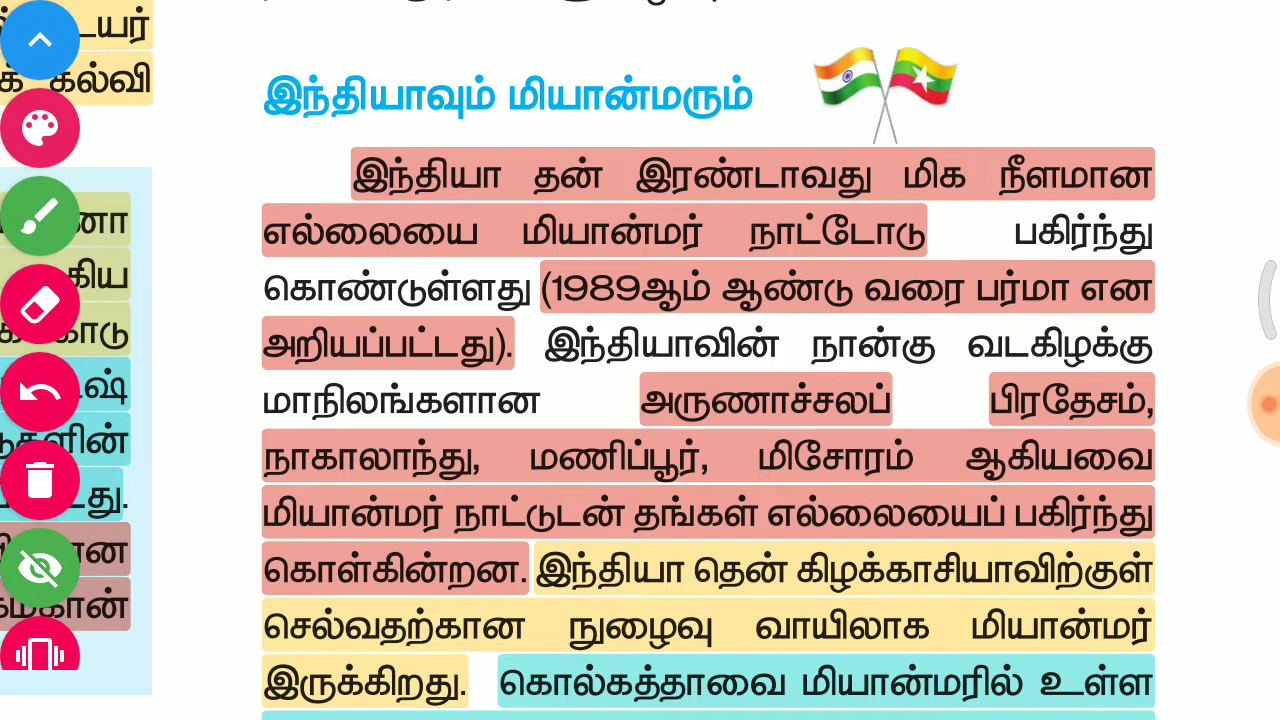 டயர்
கல்வி
இந்தியாவும் மியான்மரும்
இந்தியா தன் இரண்டாவது மிக நீளமான
எல்லையை மியான்மர் நாட்டோடு பகிர்ந்து
கொண்டுள்ளது (1989ஆம் ஆண்டு வரை பர்மா என
அறியப்பட்டது). இந்தியாவின் நான்கு வடகிழக்கு
மாநிலங்களான அருணாச்சலப் பிரதேசம்,
நாகாலாந்து, மணிப்பூர், மிசோரம் ஆகியவை
மியான்மர் நாட்டுடன் தங்கள் எல்லையைப் பகிர்ந்து
கொள்கின்றன. இந்தியா தென் கிழக்காசியாவிற்குள்
செல்வதற்கான நுழைவு வாயிலாக மியான்மர்
இருக்கிறது. கொல்கத்தாவை மியான்மரில் உள்ள